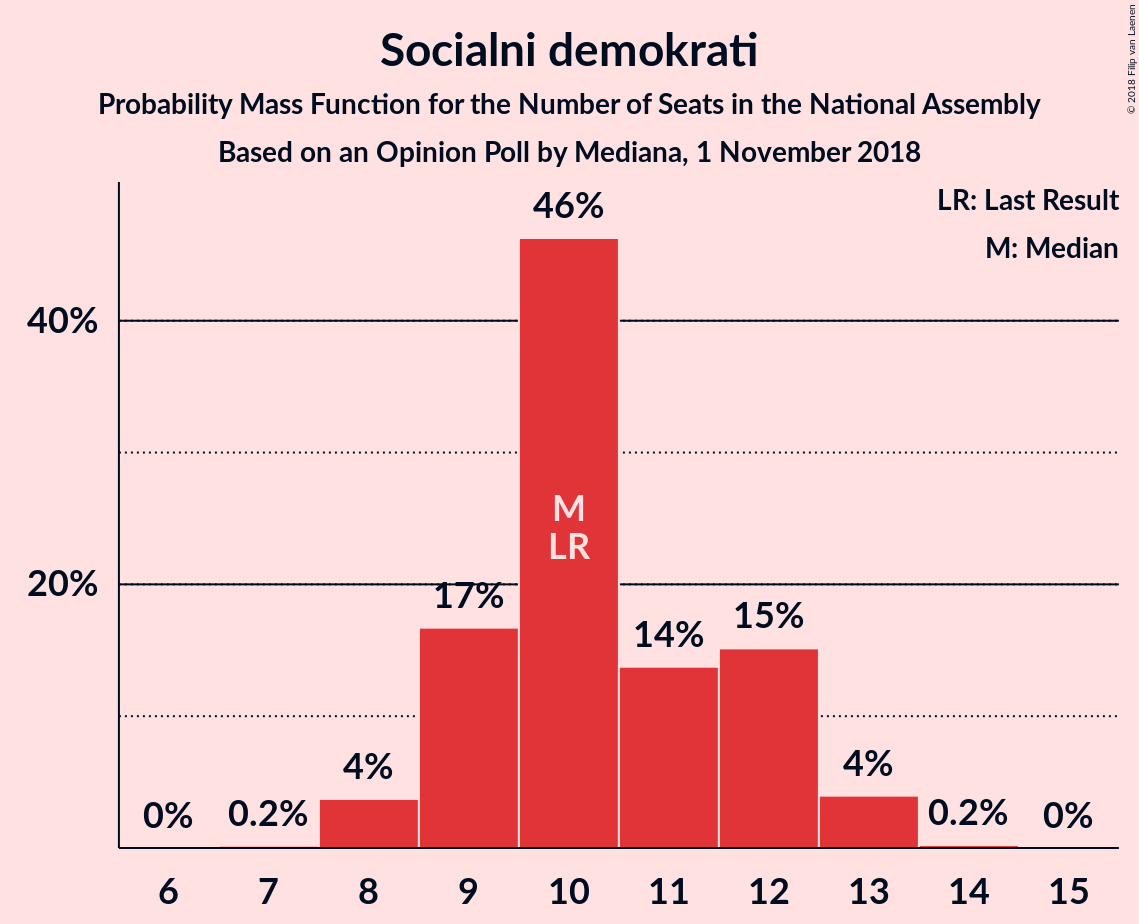 Socialni demokrati
Probability Mass Function for the Number of Seats in the National Assembly
Based on an Opinion Poll by Mediana, 1 November 2018
© 2018 Filip van Laenen
LR: Last Result
M: Median
46%
40%
M
LR
20%
17%
15%
14%
4%
4%
0%
0.2%
0.2%
0%
6 7 8 9 10 11 12 13 14 15